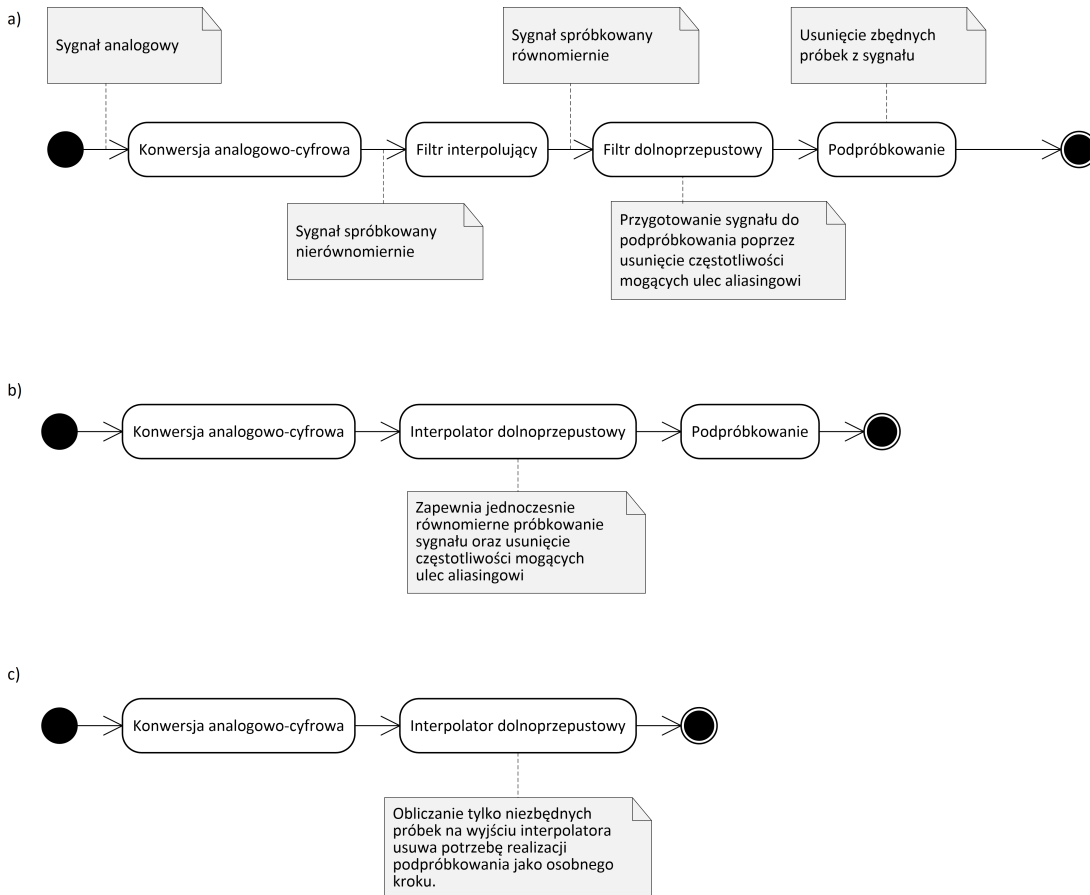 a)
Sygnał analogowy
Sygnał spróbkowany
równomiernie
Usunięcie zbędnych
próbek z sygnału
Konwersja analogowo-cyfrowa
Filtr interpolujący
Filtr dolnoprzepustowy
Podpróbkowanie
Sygnał spróbkowany
nierównomiernie
Przygotowanie sygnału do
podpróbkowania poprzez
usunięcie częstotliwości
mogących ulec aliasingowi
b)
Konwersja analogowo-cyfrowa
Interpolator dolnoprzepustowy
Podpróbkowanie
Zapewnia jednoczesnie
równomierne próbkowanie
sygnału oraz usunięcie
częstotliwości mogących
ulec aliasingowi
c)
Konwersja analogowo-cyfrowa
Interpolator dolnoprzepustowy
Obliczanie tylko niezbędnych
próbek na wyjściu interpolatora
usuwa potrzebę realizacji
podpróbkowania jako osobnego
kroku.